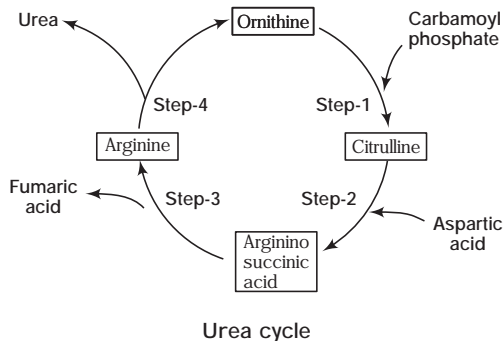 Urea
Ornithine
Carbamoyl
phosphate
Step-4
Step-1
Arginine
Citrulline
Fumaric
acid
Step-3
Step-2
Aspartic
acid
Arginino
succinic
acid
Urea cycle